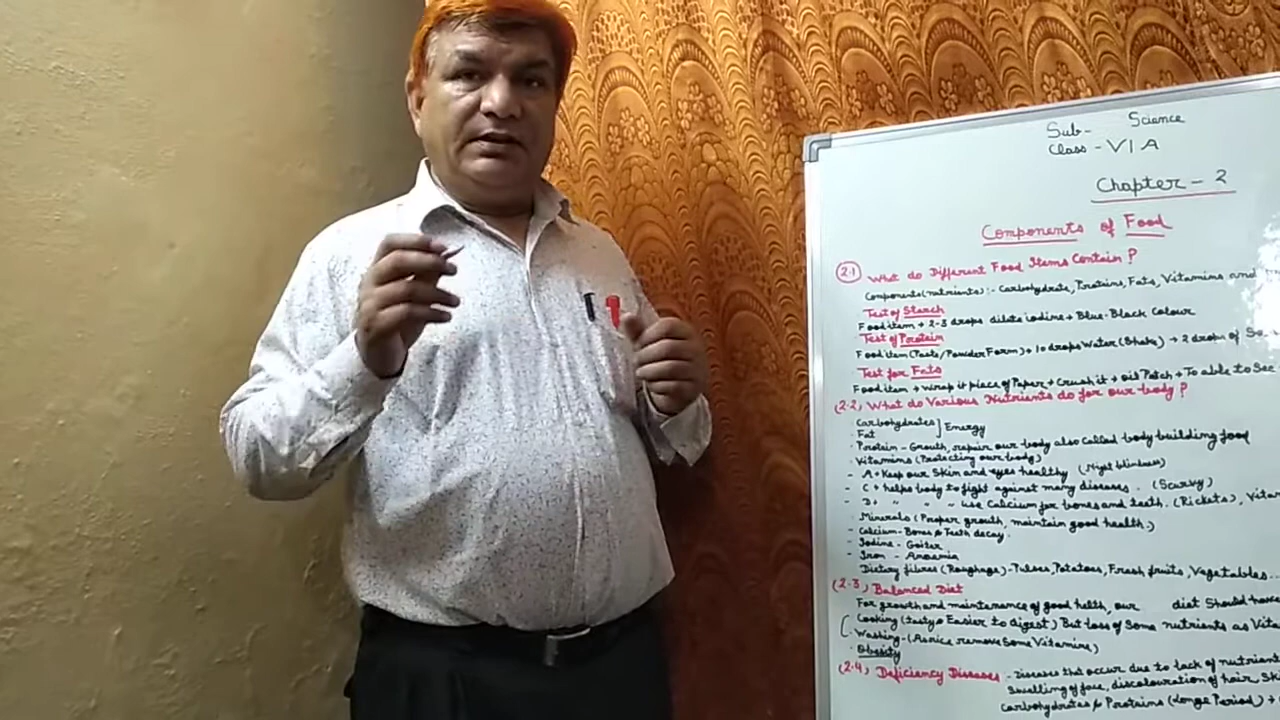 Sub- Science
Class - VI A
Chapter - 2
Components of Food
2.1 What do Different Food Items Contain?
Components (nutrients) :- Carbohydrate, Proteins, Fats, Vitamins and
Test of Starch
Food item + 2-3 drops dilute iodine + Blue-Black Colour
Test of Protein
Food item (Paste/Powder Form) + 10 drops Water (Shake) → 2 drops of
Test for Fats
Food item + Wrap it piece of Paper + Crush it + oil Patch + To able to See
(2.2) What do Various Nutrients do for our body?
Carbohydrates
· Fat ] Energy
· Protein - Growth, repair our body also called body building food
· Vitamins (Protecting our body)
- A + Keep our Skin and eyes healthy (Night blindness)
- C + helps body to fight against many diseases. (Scurvy)
- D + " " " use Calcium for bones and teeth. (Rickets),
Minerals (Proper growth, maintain good health.)
- Calcium - Bones & Teeth decay.
- Iodine - Goiter
- Iron - Anaemia
Dietary fibres (Roughage) - Pulses, Potatoes, Fresh fruits, Vegetables...
(2.3) Balanced Diet
For growth and maintenance of good helth, our diet Should have
Cooking (tasty & Easier to digest) But loss of Some nutrients as
Washing - (As rice remove Some Vitamins)
· Obesity
(2.4) Deficiency Diseases - Diseases that occur due to lack of
Swelling of face, discolouration of hair,
Carbohydrates & Proteins (Longe Period) +